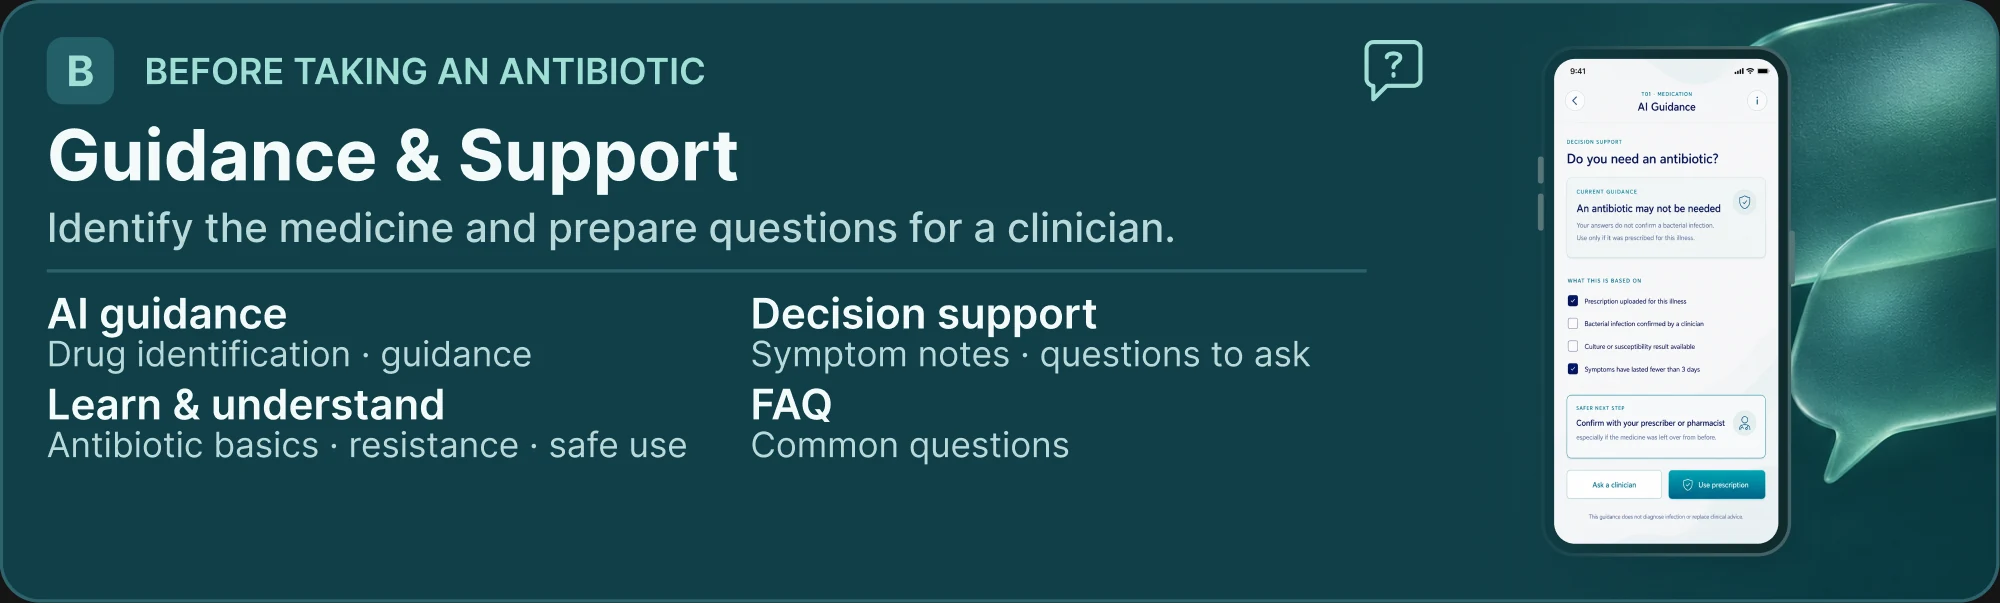 B
BEFORE TAKING AN ANTIBIOTIC
Guidance & Support
Identify the medicine and prepare questions for a clinician.
AI guidance
Drug identification · guidance
Decision support
Symptom notes · questions to ask
Learn & understand
Antibiotic basics · resistance · safe use
FAQ
Common questions
?
9:41
T01 · MEDICATION
AI Guidance
i
DECISION SUPPORT
Do you need an antibiotic?
CURRENT GUIDANCE
An antibiotic may not be needed
Your answers do not confirm a bacterial infection.
Use only if it was prescribed for this illness.
WHAT THIS IS BASED ON
Prescription uploaded for this illness
Bacterial infection confirmed by a clinician
Culture or susceptibility result available
Symptoms have lasted fewer than 3 days
SAFER NEXT STEP
Confirm with your prescriber or pharmacist
especially if the medicine was left over from before.
Ask a clinician
Use prescription
This guidance does not diagnose infection or replace clinical advice.